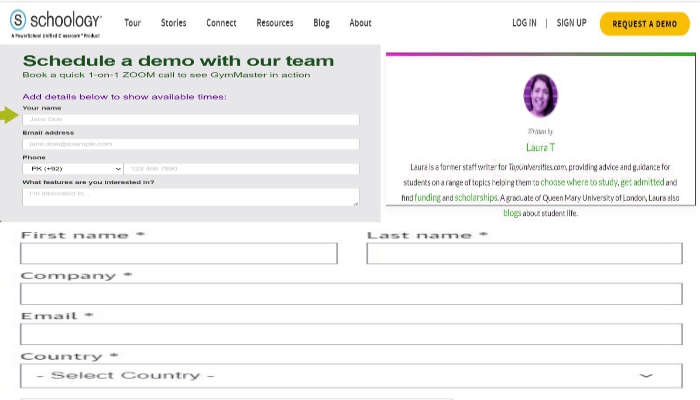 S schoology®
A PowerSchool Unified Classroom™ Product
Tour Stories Connect Resources Blog About
LOG IN | SIGN UP REQUEST A DEMO
Schedule a demo with our team
Book a quick 1-on-1 ZOOM call to see GymMaster in action
Add details below to show available times:
Your name
Jane Doe
Email address
jane.doe@example.com
Phone
PK (+92) 123 456 7890
What features are you interested in?
I'm interested in...
Written by
Laura T
Laura is a former staff writer for TopUniversities.com, providing advice and guidance for
students on a range of topics helping them to choose where to study, get admitted and
find funding and scholarships. A graduate of Queen Mary University of London, Laura also
blogs about student life.
First name * Last name *
Company *
Email *
Country *
- Select Country -